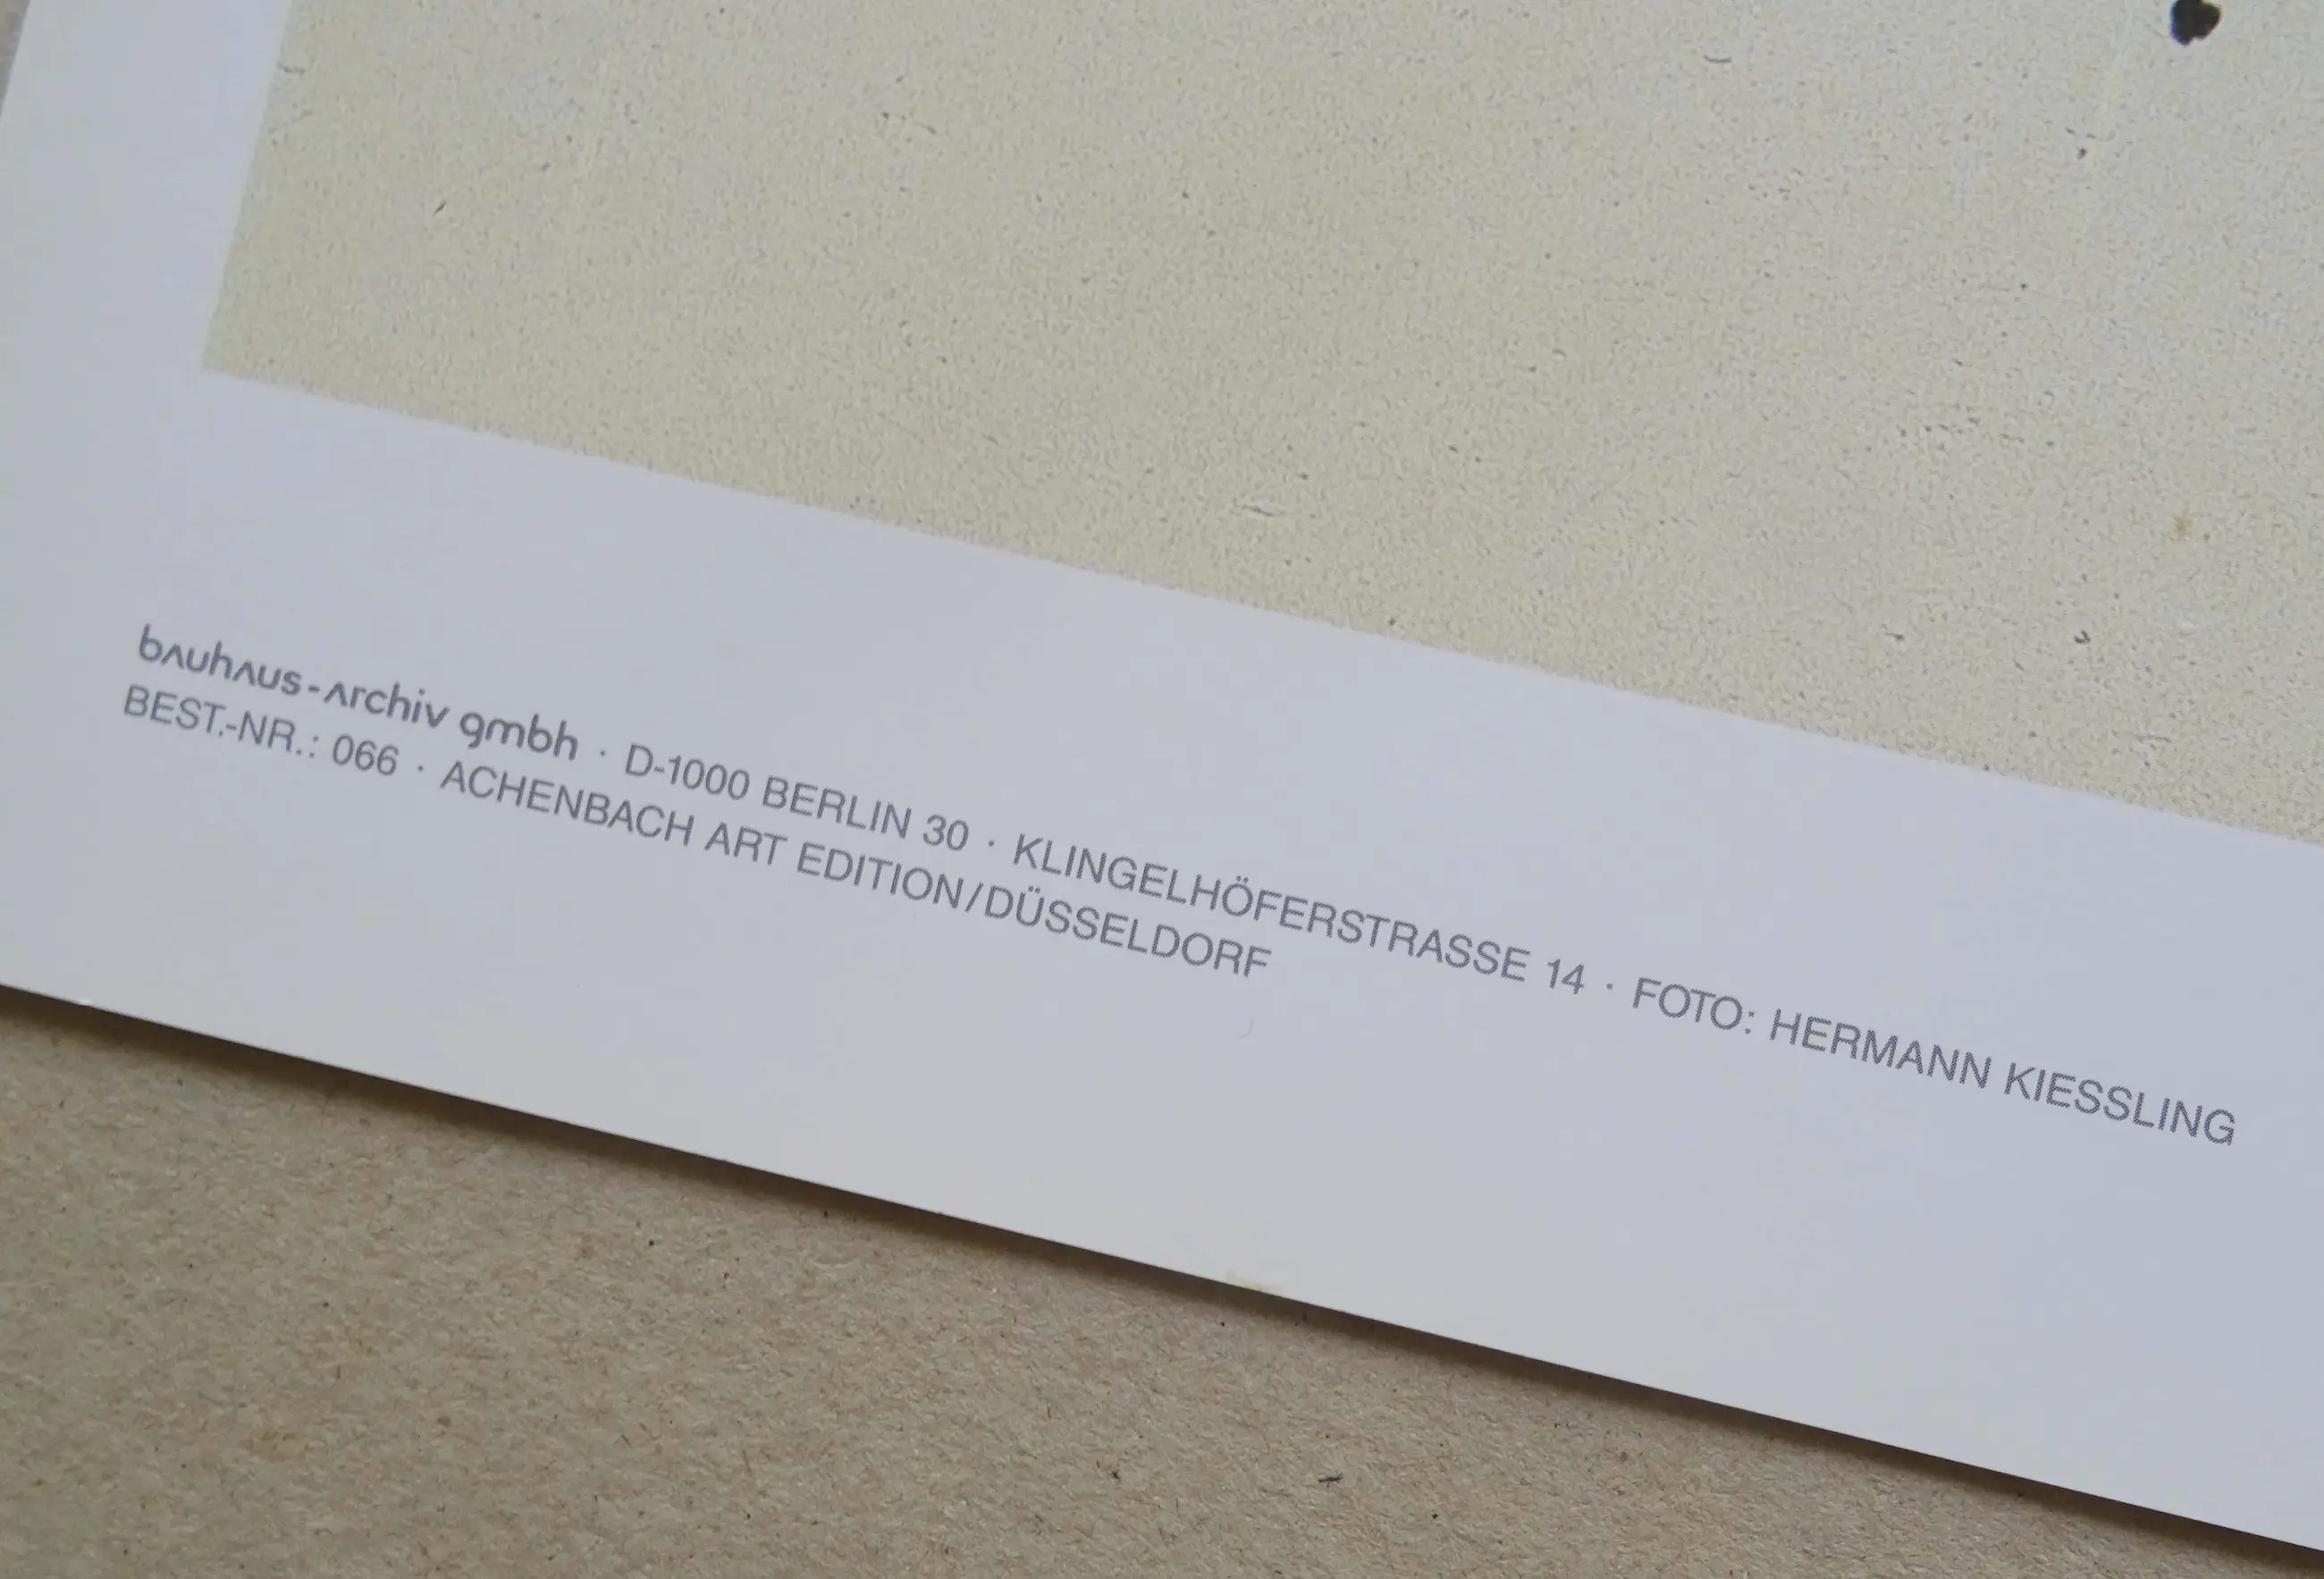 bauhaus-archiv gmbh · D-1000 BERLIN 30 · KLINGELHÖFERSTRASSE 14 · FOTO: HERMANN KIESSLING
BEST.-NR.: 066 · ACHENBACH ART EDITION/DÜSSELDORF